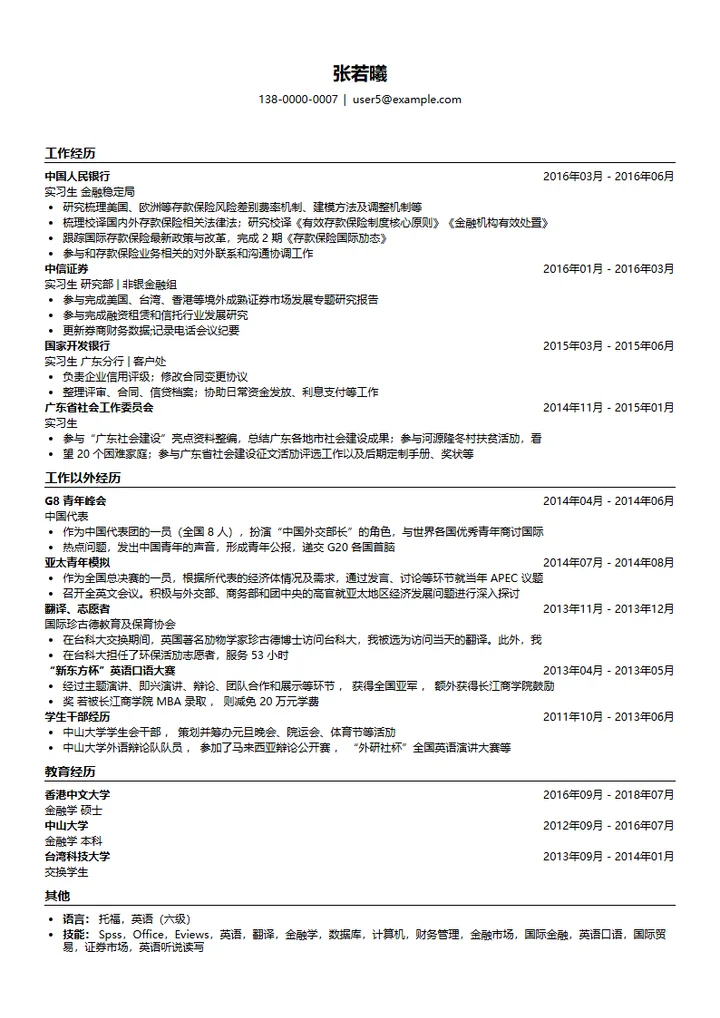 张若曦
138-0000-0007 | user5@example.com
工作经历
中国人民银行 2016年03月 - 2016年06月
实习生 金融稳定局
• 研究梳理美国、欧洲等存款保险风险差别费率机制、建模方法及调整机制等
• 梳理校译国内外存款保险相关法律法；研究校译《有效存款保险制度核心原则》《金融机构有效处置》
• 跟踪国际存款保险最新政策与改革，完成 2 期《存款保险国际励态》
• 参与和存款保险业务相关的对外联系和沟通协调工作
中信证券 2016年01月 - 2016年03月
实习生 研究部 | 非银金融组
• 参与完成美国、台湾、香港等境外成熟证券市场发展专题研究报告
• 参与完成融资租赁和信托行业发展研究
• 更新券商财务数据;记录电话会议纪要
国家开发银行 2015年03月 - 2015年06月
实习生 广东分行 | 客户处
• 负责企业信用评级；修改合同变更协议
• 整理评审、合同、信贷档案；协助日常资金发放、利息支付等工作
广东省社会工作委员会 2014年11月 - 2015年01月
实习生
• 参与“广东社会建设”亮点资料整编，总结广东各地市社会建设成果；参与河源隆冬村扶贫活动，看
• 望 20 个困难家庭；参与广东省社会建设征文活动评选工作以及后期定制手册、奖状等
工作以外经历
G8 青年峰会 2014年04月 - 2014年06月
中国代表
• 作为中国代表团的一员（全国 8 人），扮演“中国外交部长”的角色，与世界各国优秀青年商讨国际
• 热点问题，发出中国青年的声音，形成青年公报，递交 G20 各国首脑
亚太青年模拟 2014年07月 - 2014年08月
• 作为全国总决赛的一员，根据所代表的经济体情况及需求，通过发言、讨论等环节就当年 APEC 议题
• 召开全英文会议。积极与外交部、商务部和团中央的高官就亚太地区经济发展问题进行深入探讨
翻译、志愿者 2013年11月 - 2013年12月
国际珍古德教育及保育协会
• 在台科大交换期间，英国著名动物学家珍古德博士访问台科大，我被选为访问当天的翻译。此外，我
• 在台科大担任了环保活动志愿者，服务 53 小时
“新东方杯”英语口语大赛 2013年04月 - 2013年05月
• 经过主题演讲、即兴演讲、辩论、团队合作和展示等环节 ， 获得全国亚军 ， 额外获得长江商学院鼓励
• 奖 若被长江商学院 MBA 录取 ， 则减免 20 万元学费
学生干部经历 2011年10月 - 2013年06月
• 中山大学学生会干部 ， 策划并筹办元旦晚会、院运会、体育节等活动
• 中山大学外语辩论队队员 ， 参加了马来西亚辩论公开赛 ， “外研社杯”全国英语演讲大赛等
教育经历
香港中文大学 2016年09月 - 2018年07月
金融学 硕士
中山大学 2012年09月 - 2016年07月
金融学 本科
台湾科技大学 2013年09月 - 2014年01月
交换学生
其他
• 语言： 托福，英语（六级）
• 技能： Spss，Office，Eviews，英语，翻译，金融学，数据库，计算机，财务管理，金融市场，国际金融，英语口语，国际贸
易，证券市场，英语听说读写